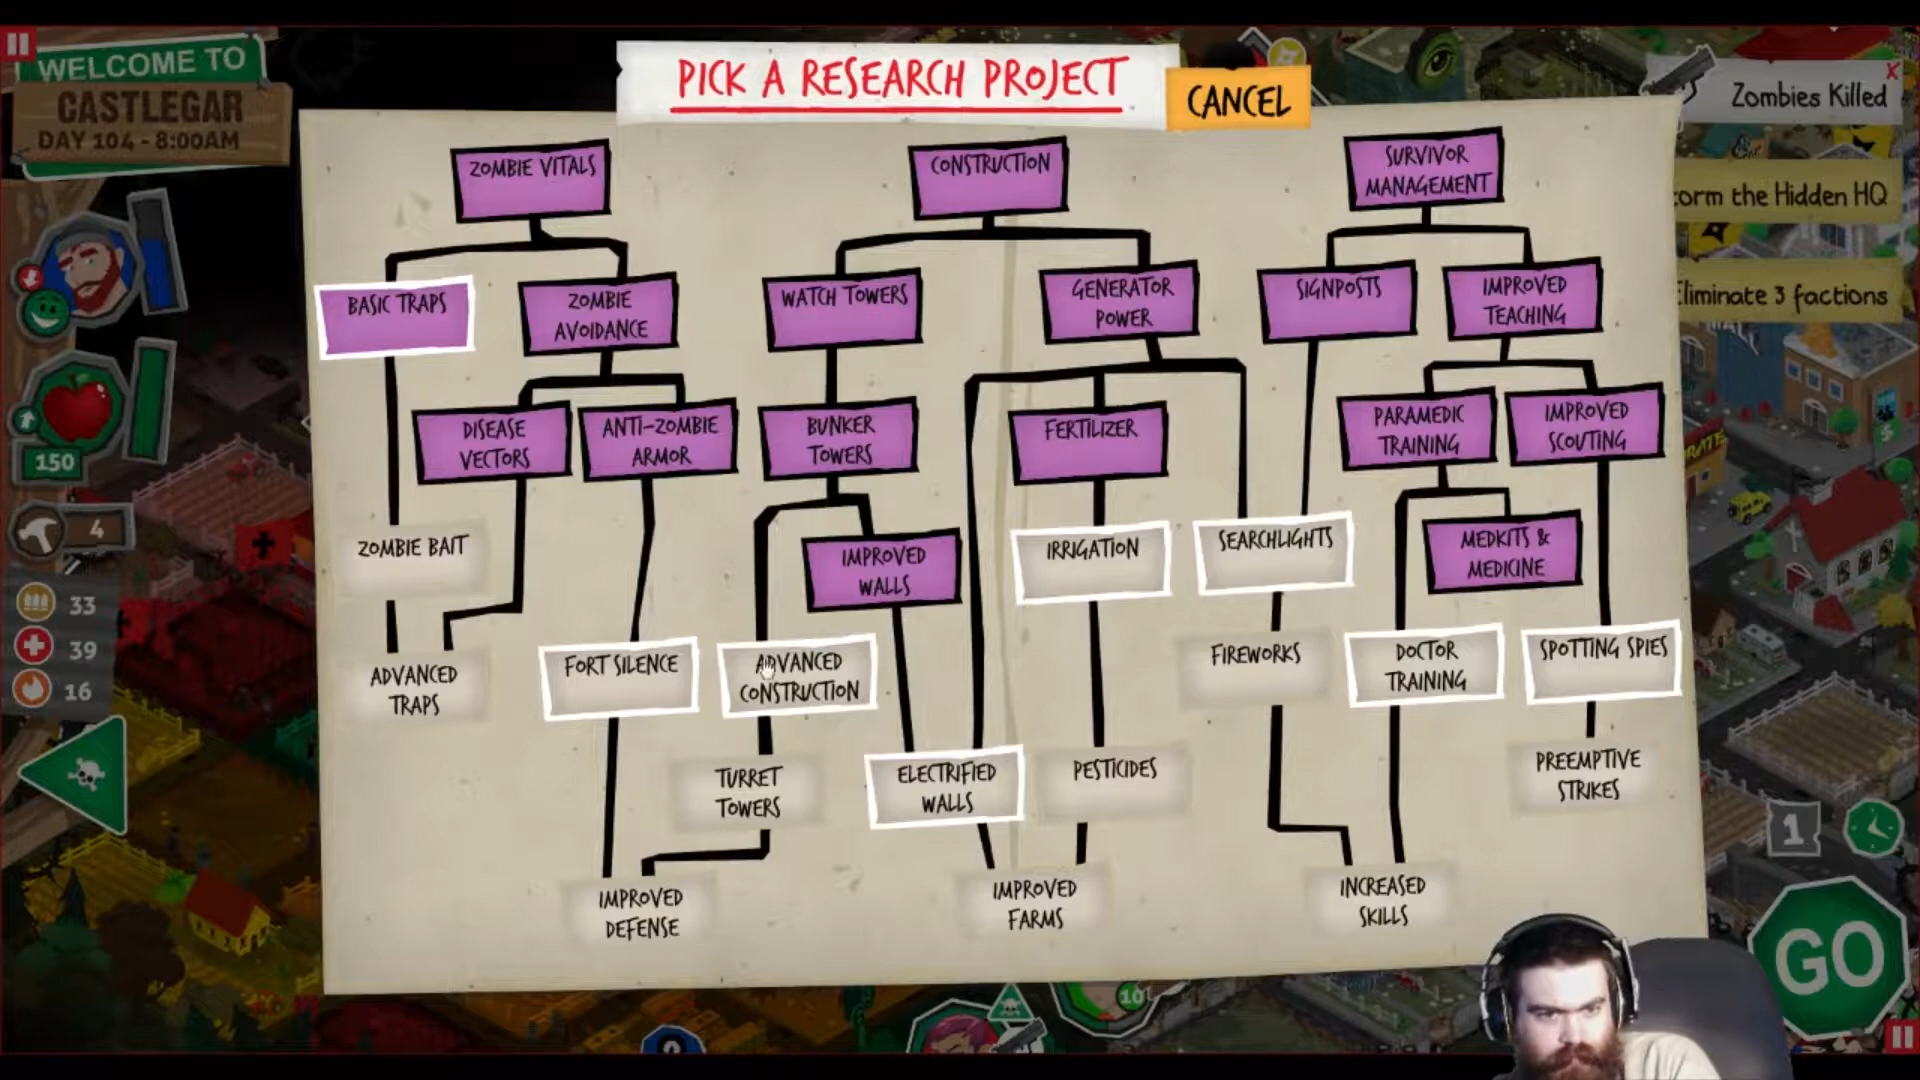 WELCOME TO
CASTLEGAR
DAY 104 - 8:00AM
PICK A RESEARCH PROJECT
CANCEL
Zombies Killed
x
torm the Hidden HQ
Eliminate 3 factions
ZOMBIE VITALS
CONSTRUCTION
SURVIVOR
MANAGEMENT
BASIC TRAPS
ZOMBIE
AVOIDANCE
WATCH TOWERS
GENERATOR
POWER
SIGNPOSTS
IMPROVED
TEACHING
DISEASE
VECTORS
ANTI-ZOMBIE
ARMOR
BUNKER
TOWERS
FERTILIZER
PARAMEDIC
TRAINING
IMPROVED
SCOUTING
ZOMBIE BAIT
IMPROVED
WALLS
IRRIGATION
SEARCHLIGHTS
MEDKITS &
MEDICINE
ADVANCED
TRAPS
FORT SILENCE
ADVANCED
CONSTRUCTION
FIREWORKS
DOCTOR
TRAINING
SPOTTING SPIES
TURRET
TOWERS
ELECTRIFIED
WALLS
PESTICIDES
PREEMPTIVE
STRIKES
IMPROVED
DEFENSE
IMPROVED
FARMS
INCREASED
SKILLS
150
4
33
39
16
1
GO
10